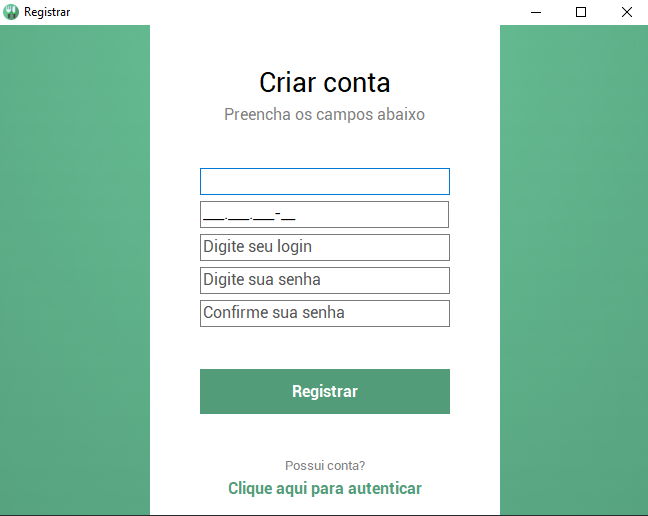 Registrar
Criar conta
Preencha os campos abaixo
___.___.___-__
Digite seu login
Digite sua senha
Confirme sua senha
Registrar
Possui conta?
Clique aqui para autenticar